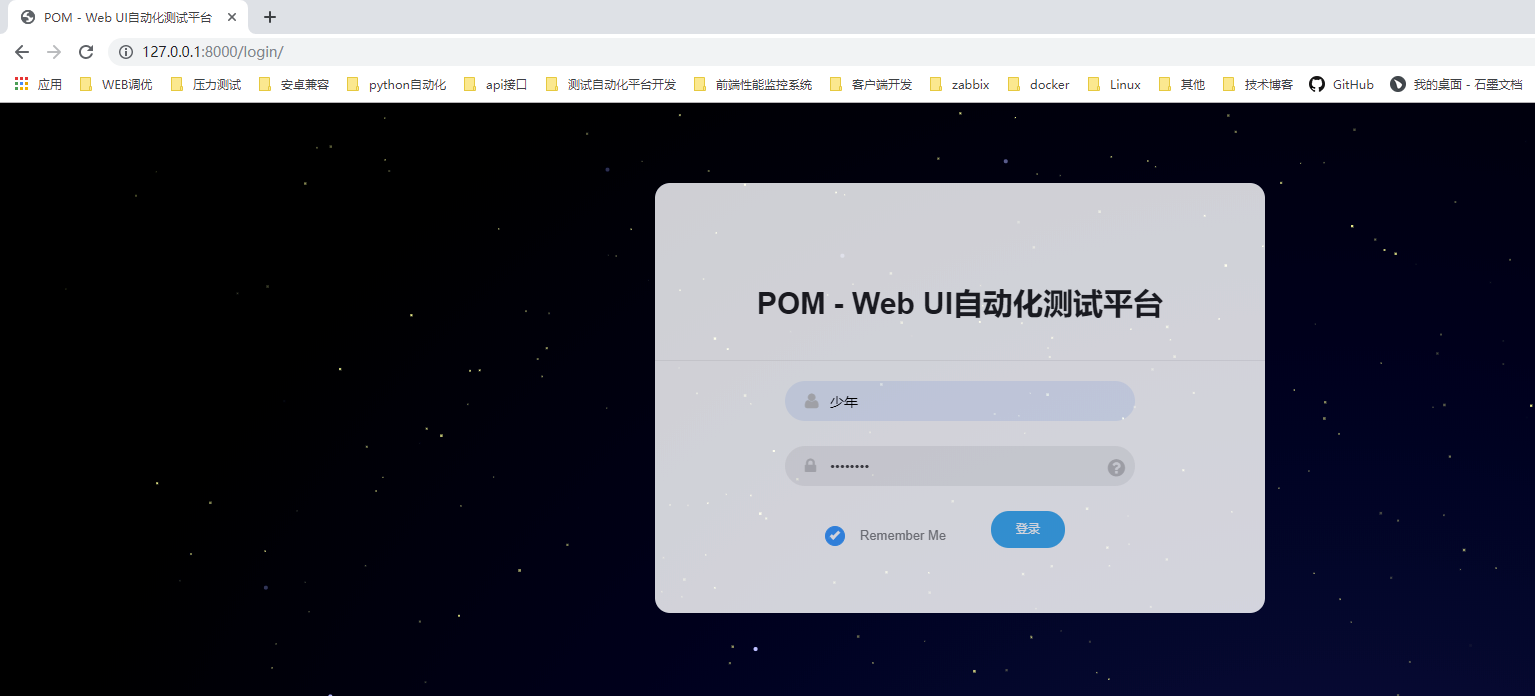 POM - Web UI自动化测试平台
127.0.0.1:8000/login/
应用 WEB调优 压力测试 安卓兼容 python自动化 api接口 测试自动化平台开发 前端性能监控系统 客户端开发 zabbix docker Linux 其他 技术博客 GitHub 我的桌面 - 石墨文档
POM - Web UI自动化测试平台
少年
••••••••
Remember Me 登录